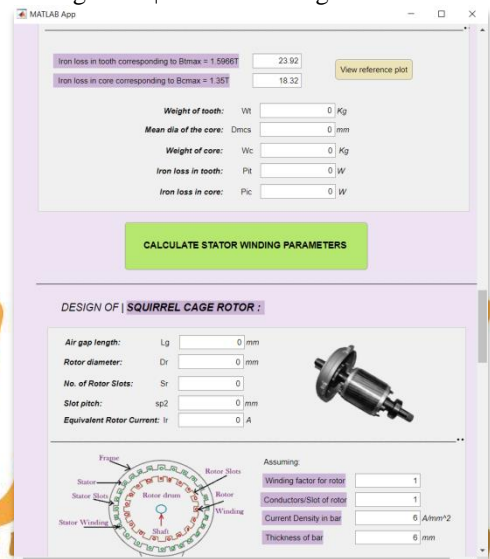 MATLAB App
Iron loss in tooth corresponding to Btmax = 1.5966T 23.92
Iron loss in core corresponding to Bcmax = 1.35T 18.32
View reference plot
Weight of tooth: Wt 0 Kg
Mean dia of the core: Dmcs 0 mm
Weight of core: Wc 0 Kg
Iron loss in tooth: Pit 0 W
Iron loss in core: Pic 0 W
CALCULATE STATOR WINDING PARAMETERS
DESIGN OF | SQUIRREL CAGE ROTOR :
Air gap length: Lg 0 mm
Rotor diameter: Dr 0 mm
No. of Rotor Slots: Sr 0
Slot pitch: sp2 0 mm
Equivalent Rotor Current: Ir 0 A
Frame
Stator
Stator Slots
Stator Winding
Rotor drum
Shaft
Rotor Slots
Rotor
Winding
Assuming:
Winding factor for rotor 1
Conductors/Slot of rotor 1
Current Density in bar 6 A/mm^2
Thickness of bar 6 mm